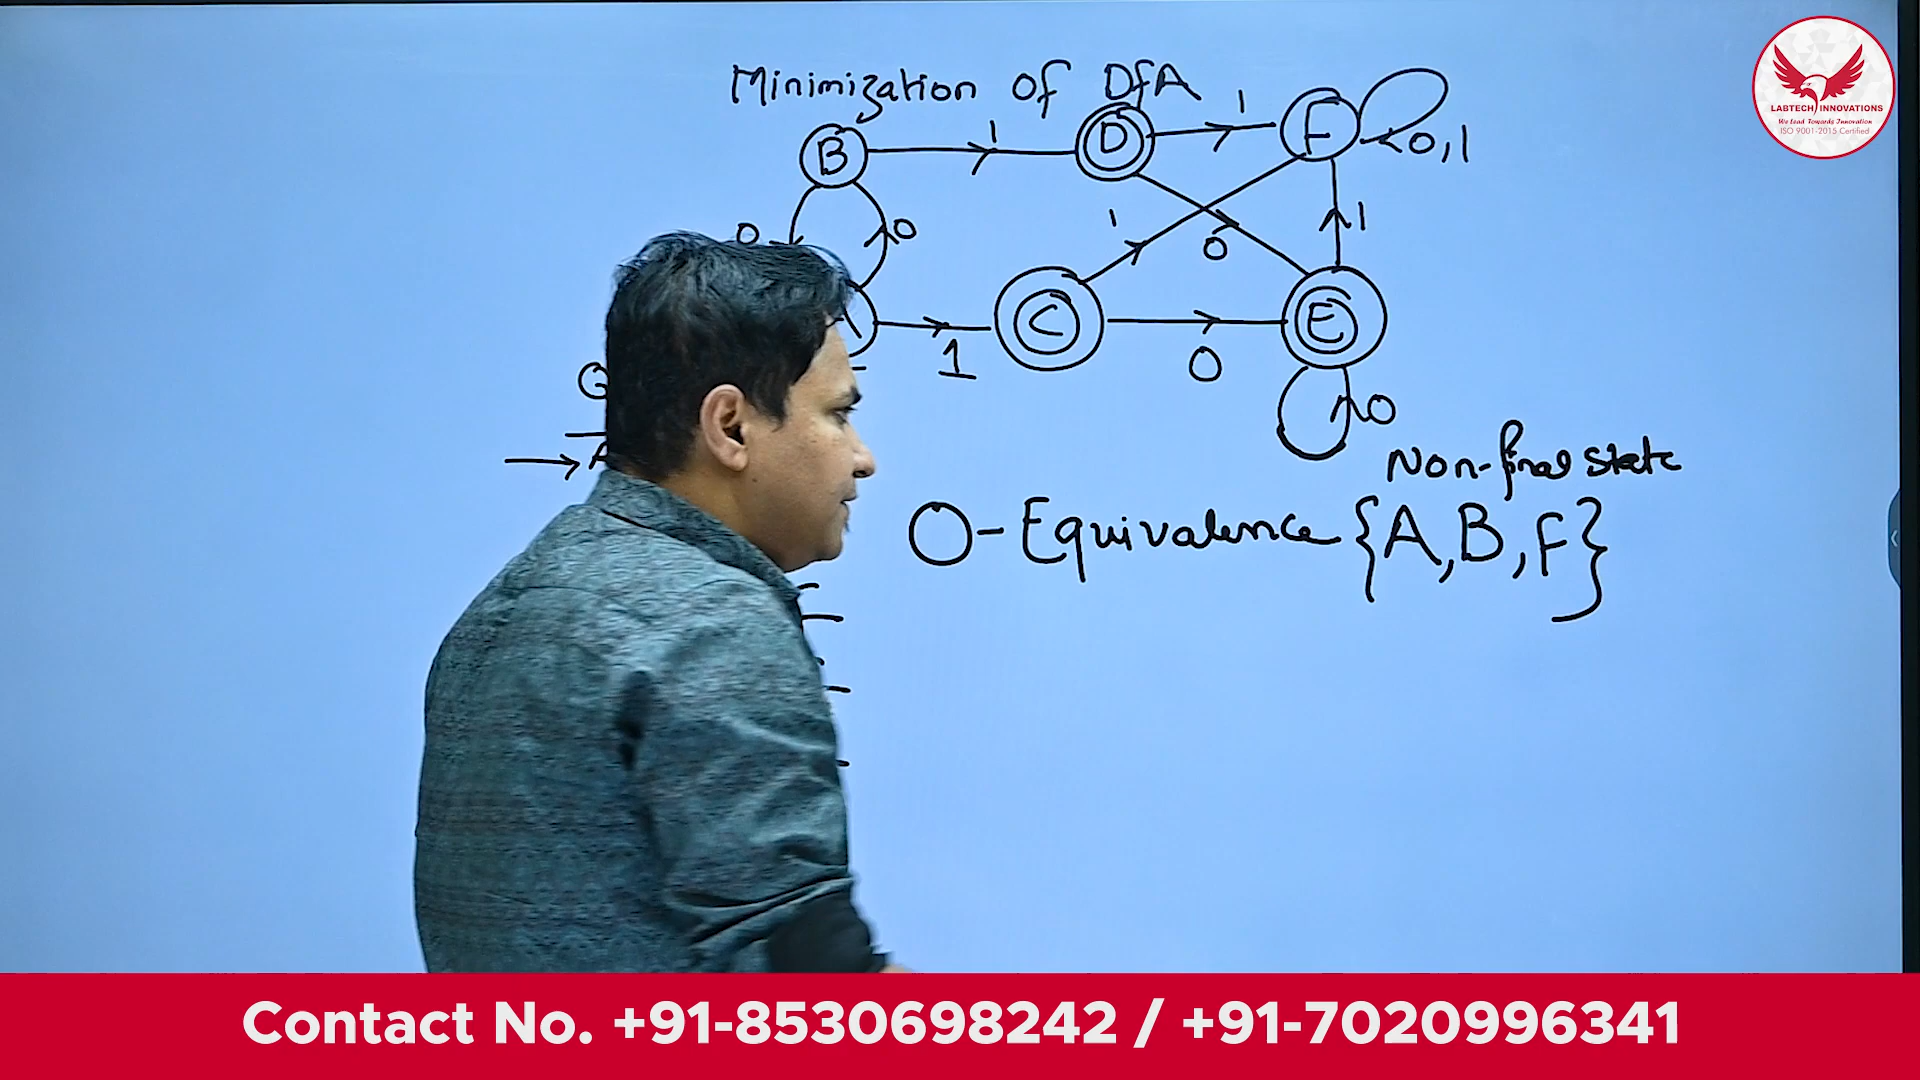 Minimization of DfA
B
1
D
1
F
0,1
0
0
1
0
1
A
1
C
0
E
0
Q
A
Non-final state
0-Equivalence {A,B,F}
LABTECH INNOVATIONS
We Lead Towards Innovation
ISO 9001-2015 Certified
Contact No. +91-8530698242 / +91-7020996341